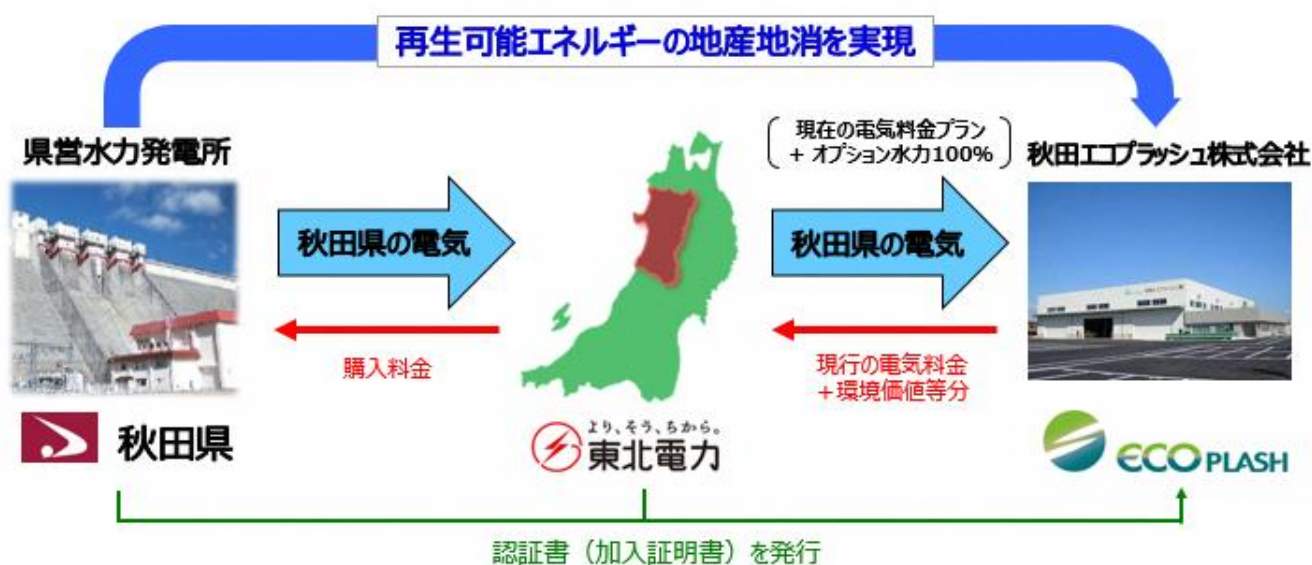 再生可能エネルギーの地産地消を実現
県営水力発電所
現在の電気料金プラン
+ オプション水力100%
秋田エコプラッシュ株式会社
秋田県の電気
秋田県の電気
購入料金
現行の電気料金
+環境価値等分
秋田県
より、そう、ちから。
東北電力
ECO PLASH
認証書（加入証明書）を発行